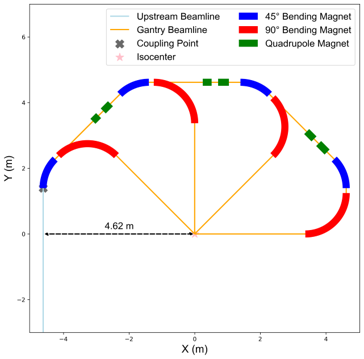 Upstream Beamline
Gantry Beamline
Coupling Point
Isocenter
45° Bending Magnet
90° Bending Magnet
Quadrupole Magnet
Y (m)
6
4
2
0
−2
4.62 m
−4
−2
0
2
4
X (m)